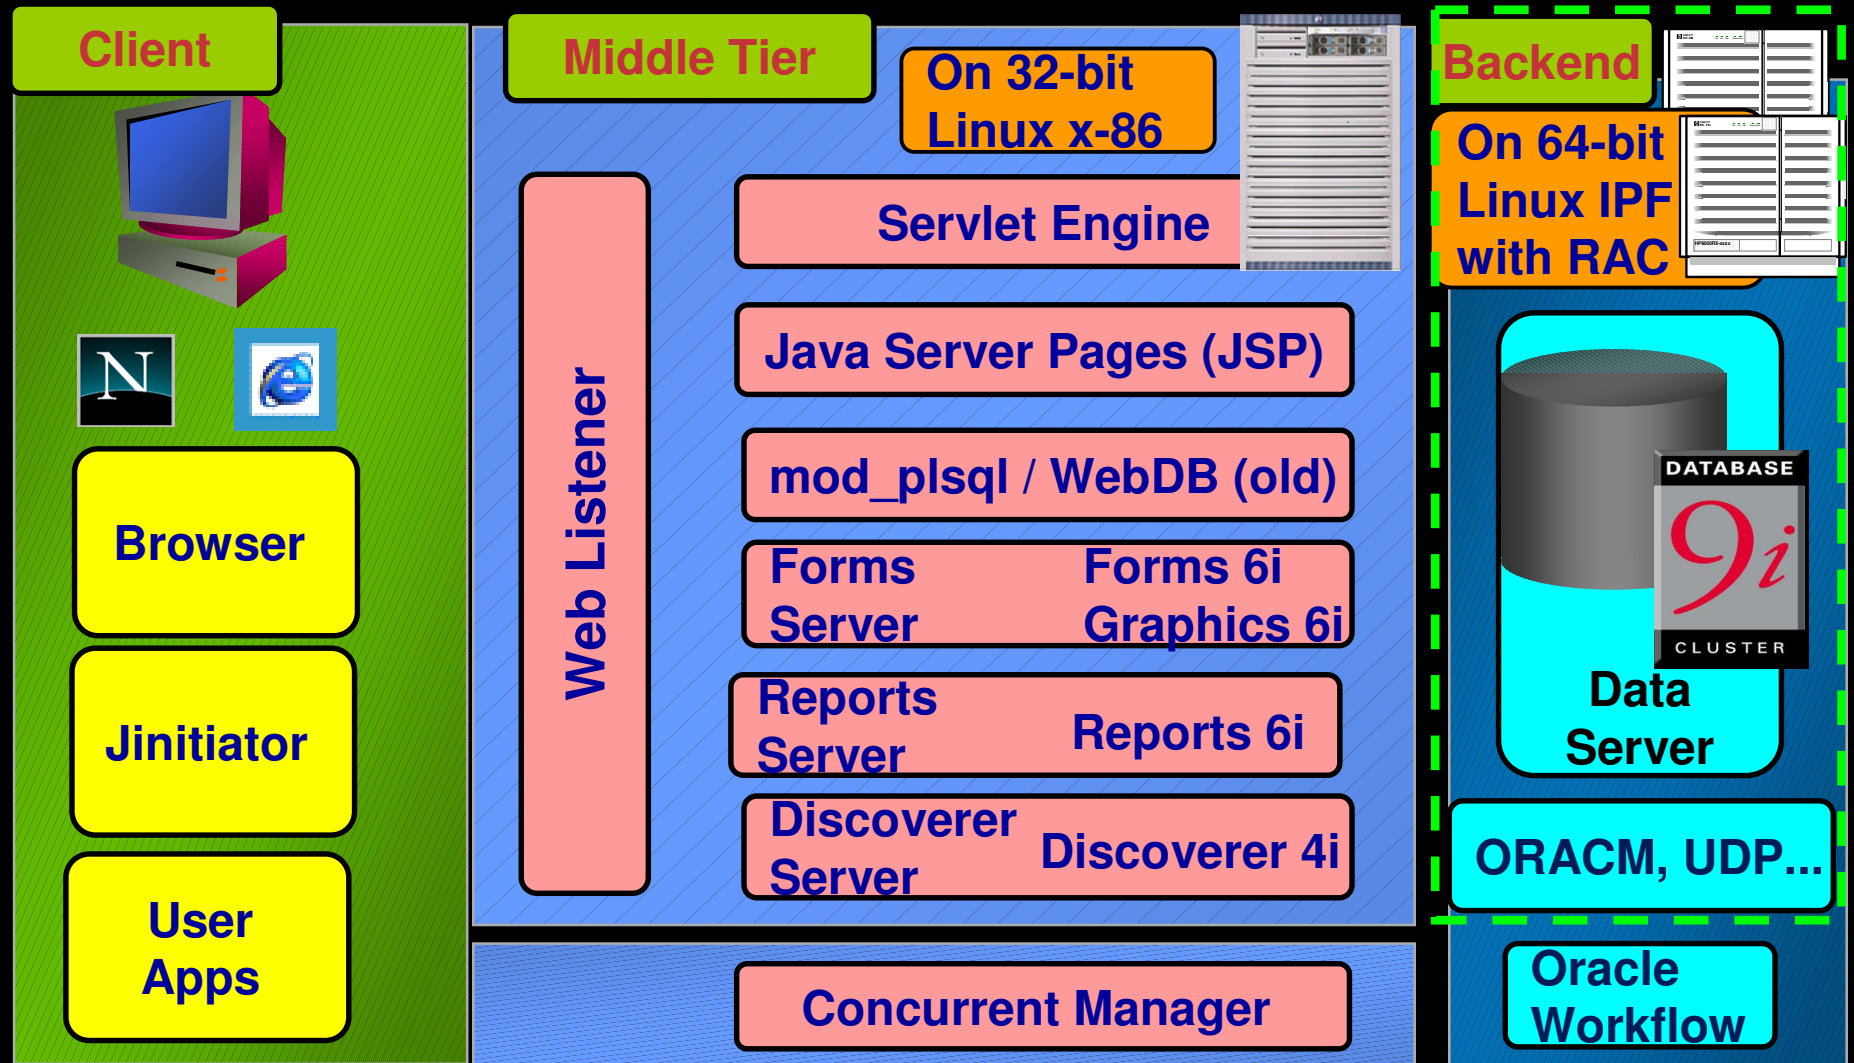 Client
N
e
Browser
Jinitiator
User
Apps
Middle Tier
On 32-bit
Linux x-86
Web Listener
Servlet Engine
Java Server Pages (JSP)
mod_plsql / WebDB (old)
Forms
Server
Forms 6i
Graphics 6i
Reports
Server
Reports 6i
Discoverer
Server
Discoverer 4i
Concurrent Manager
Backend
On 64-bit
Linux IPF
with RAC
DATABASE
9i
CLUSTER
Data
Server
ORACM, UDP...
Oracle
Workflow